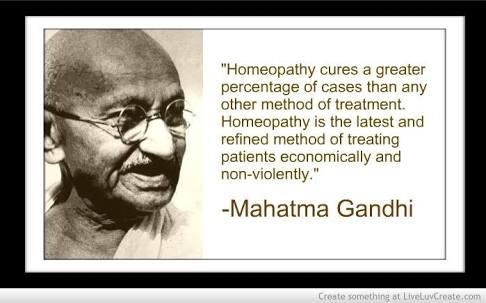 "Homeopathy cures a greater
percentage of cases than any
other method of treatment.
Homeopathy is the latest and
refined method of treating
patients economically and
non-violently."
-Mahatma Gandhi
Create something at LiveLuvCreate.com